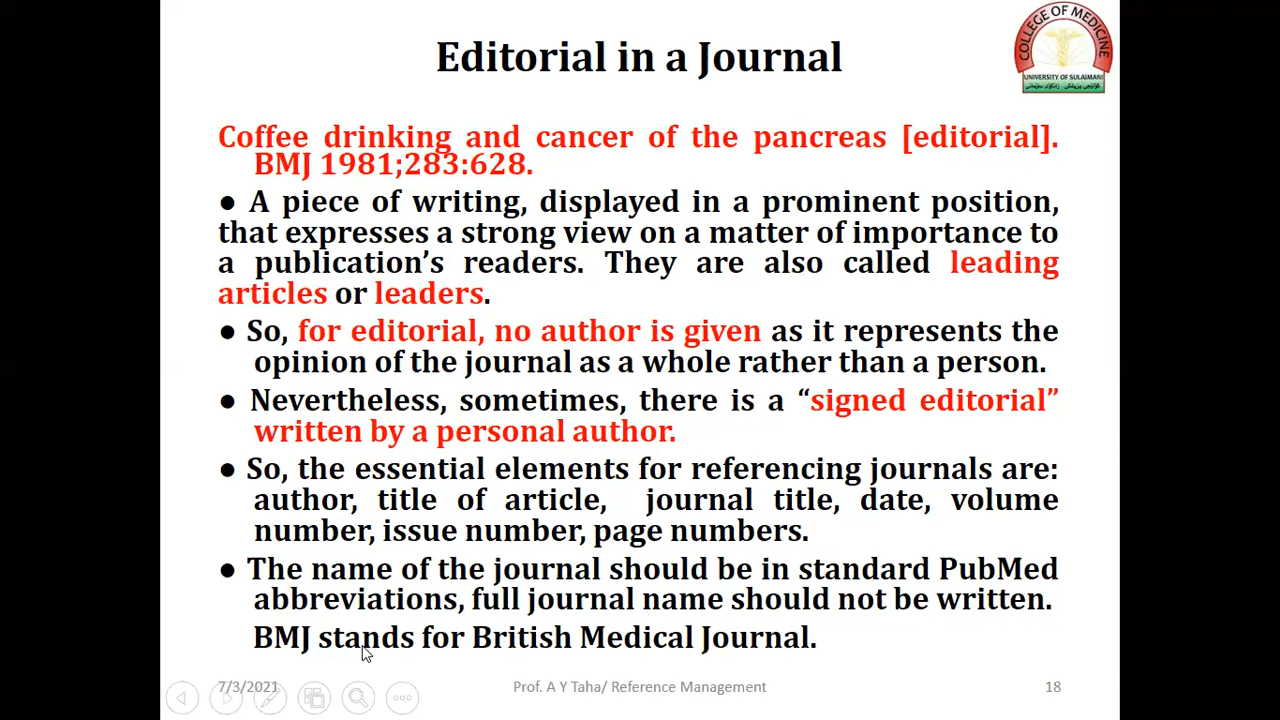 Editorial in a Journal
COLLEGE OF MEDICINE
UNIVERSITY OF SULAIMANI
Coffee drinking and cancer of the pancreas [editorial].
BMJ 1981;283:628.
● A piece of writing, displayed in a prominent position,
that expresses a strong view on a matter of importance to
a publication’s readers. They are also called leading
articles or leaders.
● So, for editorial, no author is given as it represents the
opinion of the journal as a whole rather than a person.
● Nevertheless, sometimes, there is a “signed editorial”
written by a personal author.
● So, the essential elements for referencing journals are:
author, title of article, journal title, date, volume
number, issue number, page numbers.
● The name of the journal should be in standard PubMed
abbreviations, full journal name should not be written.
BMJ stands for British Medical Journal.
7/3/2021
Prof. A Y Taha/ Reference Management
18